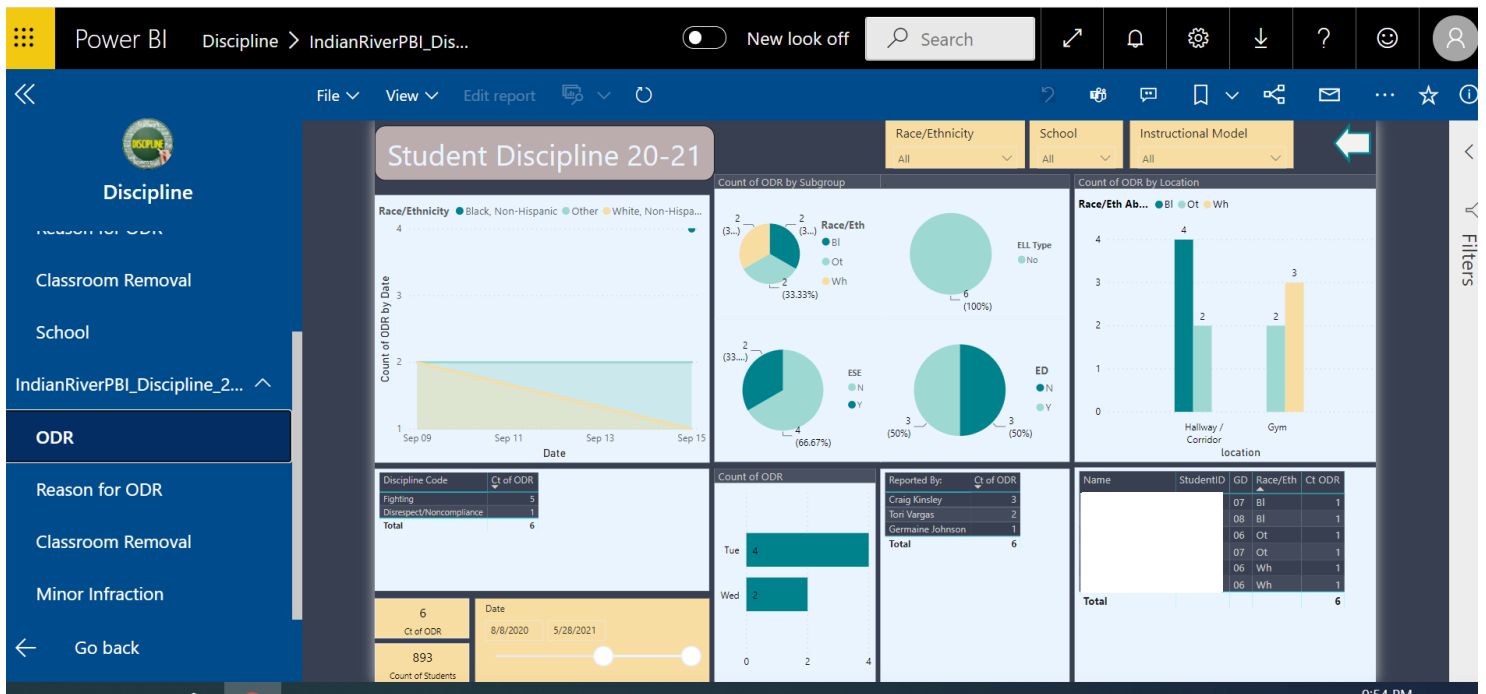 Power BI Discipline > IndianRiverPBI_Dis... New look off Search
File View Edit report
Discipline
Reason for ODR
Classroom Removal
School
IndianRiverPBI_Discipline_2...
ODR
Reason for ODR
Classroom Removal
Minor Infraction
Go back
Student Discipline 20-21
Race/Ethnicity
All
School
All
Instructional Model
All
Filters
Race/Ethnicity Black, Non-Hispanic Other White, Non-Hispa...
Count of ODR by Date
4
3
2
1
Sep 09 Sep 11 Sep 13 Sep 15
Date
Count of ODR by Subgroup
2
(3...)
2
(3...)
2
(33.33%)
Race/Eth
Bl
Ot
Wh
6
(100%)
ELL Type
No
2
(33....)
4
(66.67%)
ESE
N
Y
3
(50%)
3
(50%)
ED
N
Y
Count of ODR by Location
Race/Eth Ab... Bl Ot Wh
4
3
2
1
0
4
2
2
3
Hallway /
Corridor
Gym
location
Discipline Code Ct of ODR
Fighting 5
Disrespect/Noncompliance 1
Total 6
6
Ct of ODR
893
Count of Students
Date
8/8/2020 5/28/2021
Count of ODR
Tue 4
Wed 2
0 2 4
Reported By: Ct of ODR
Craig Kinsley 3
Tori Vargas 2
Germaine Johnson 1
Total 6
Name StudentID GD Race/Eth Ct ODR
07 Bl 1
08 Bl 1
06 Ot 1
07 Ot 1
06 Wh 1
06 Wh 1
Total 6